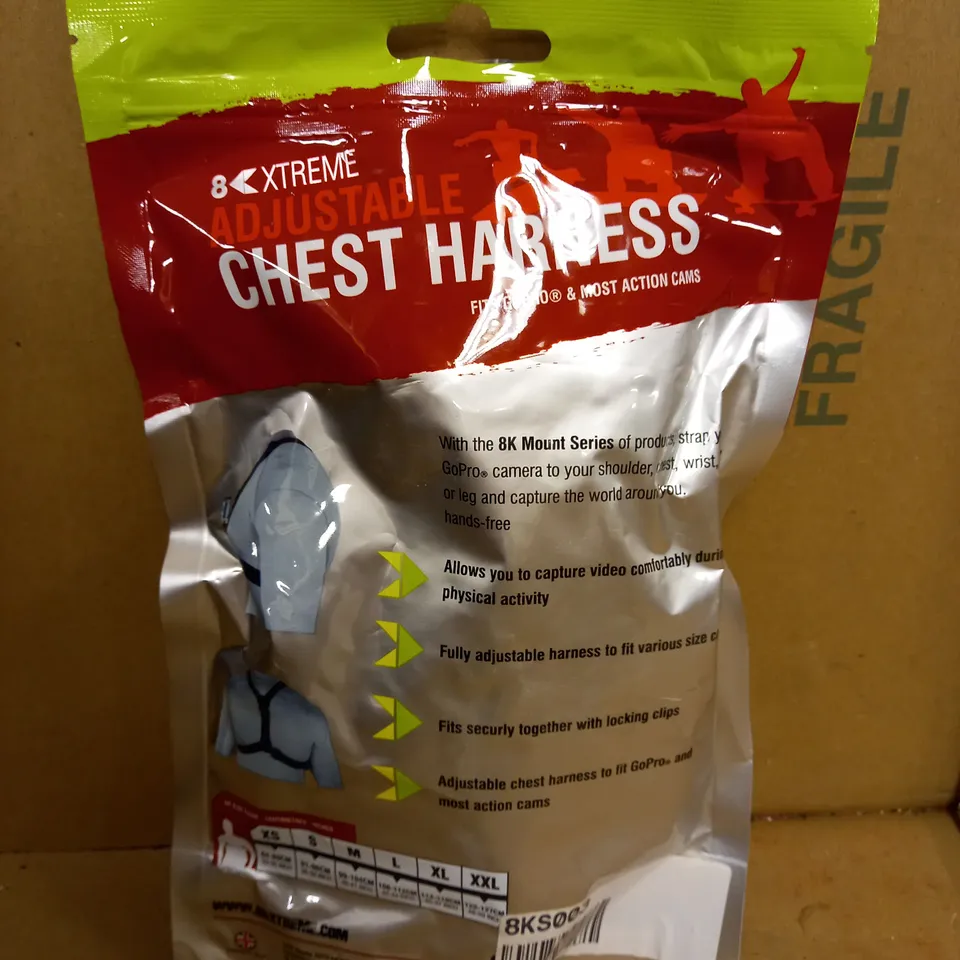 8K XTREME
ADJUSTABLE
CHEST HARNESS
& MOST ACTION CAMS
FRAGILE
With the 8K Mount Series of strap
GoPro® camera to your shoulder, wrist,
or leg and capture the world around you.
hands-free
Allows you to capture video comfortably
physical activity
Fully adjustable harness to fit various size
Fits securly together with locking clips
Adjustable chest harness to fit GoPro® and
most action cams
XS S M L XL XXL
8KS003